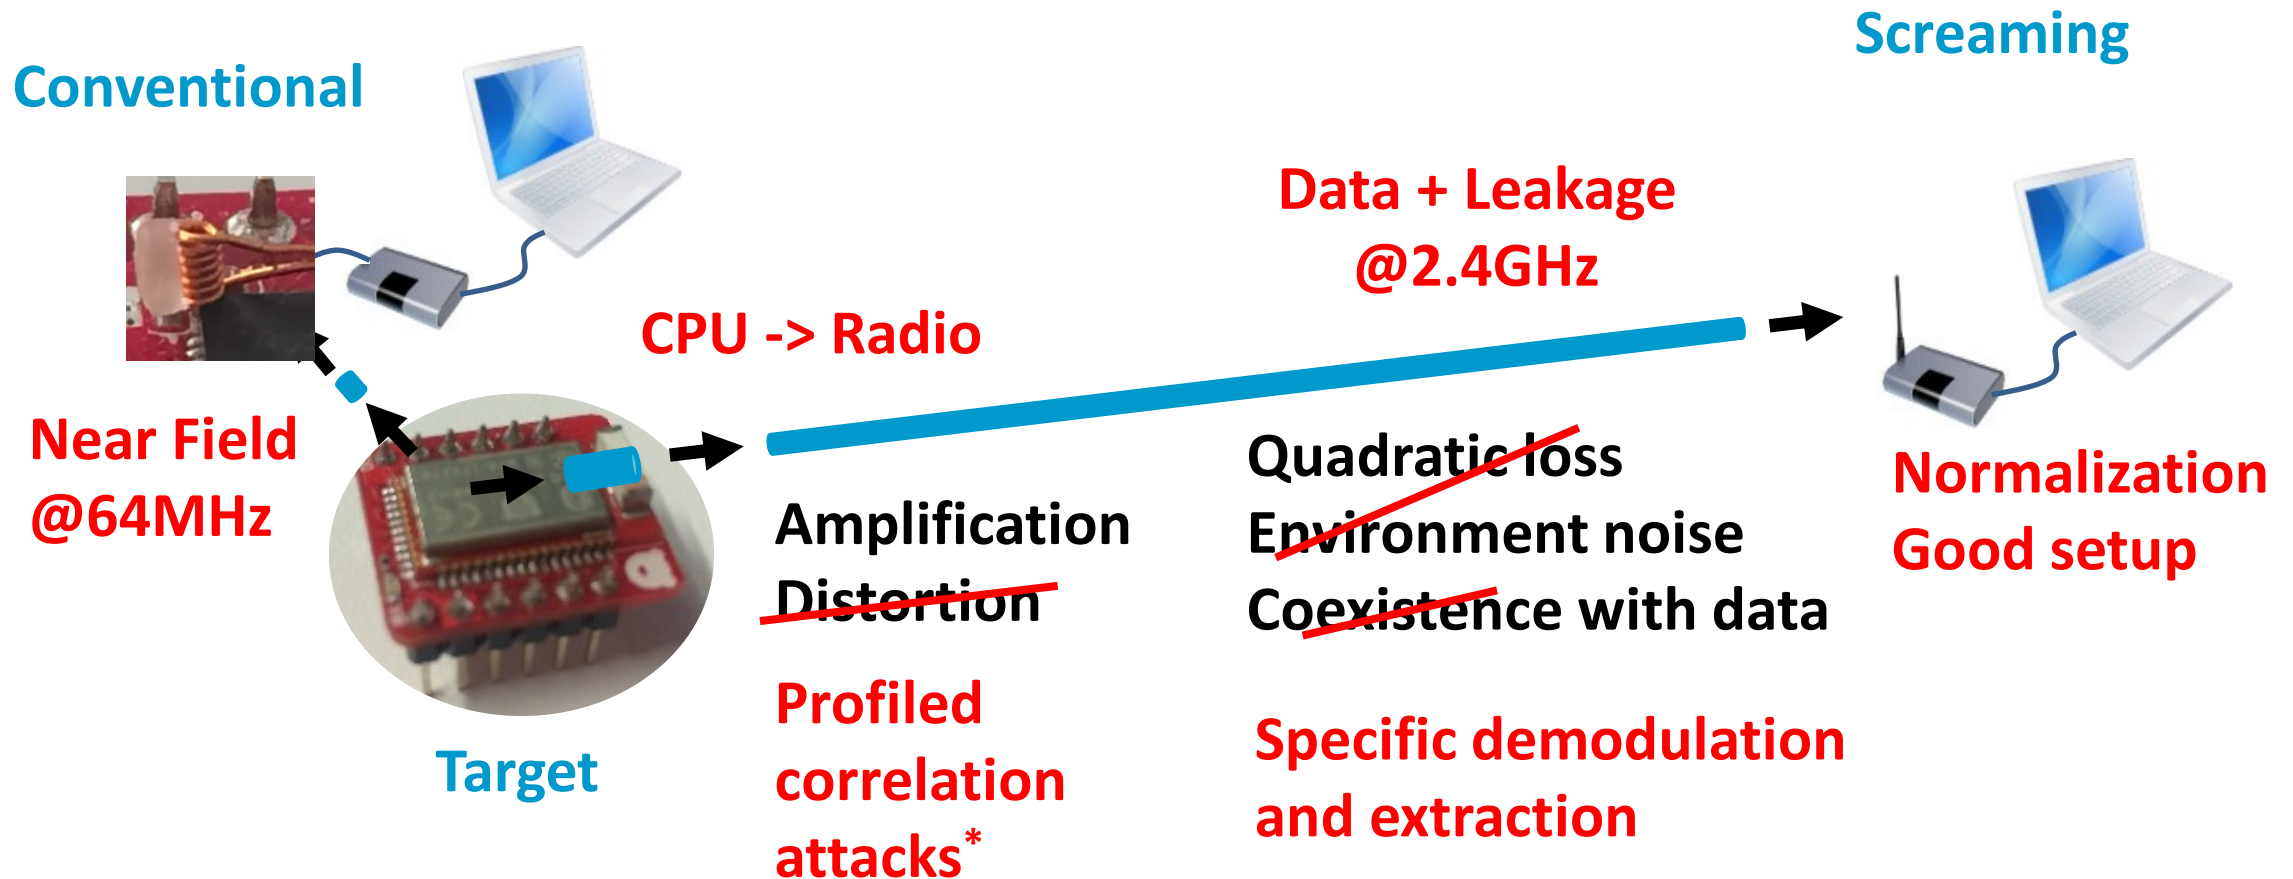 Screaming
Conventional
Data + Leakage
@2.4GHz
CPU -> Radio
Near Field
@64MHz
Quadratic loss
Environment noise
Coexistence with data
Normalization
Good setup
Amplification
Distortion
Profiled
correlation
attacks*
Specific demodulation
and extraction
Target